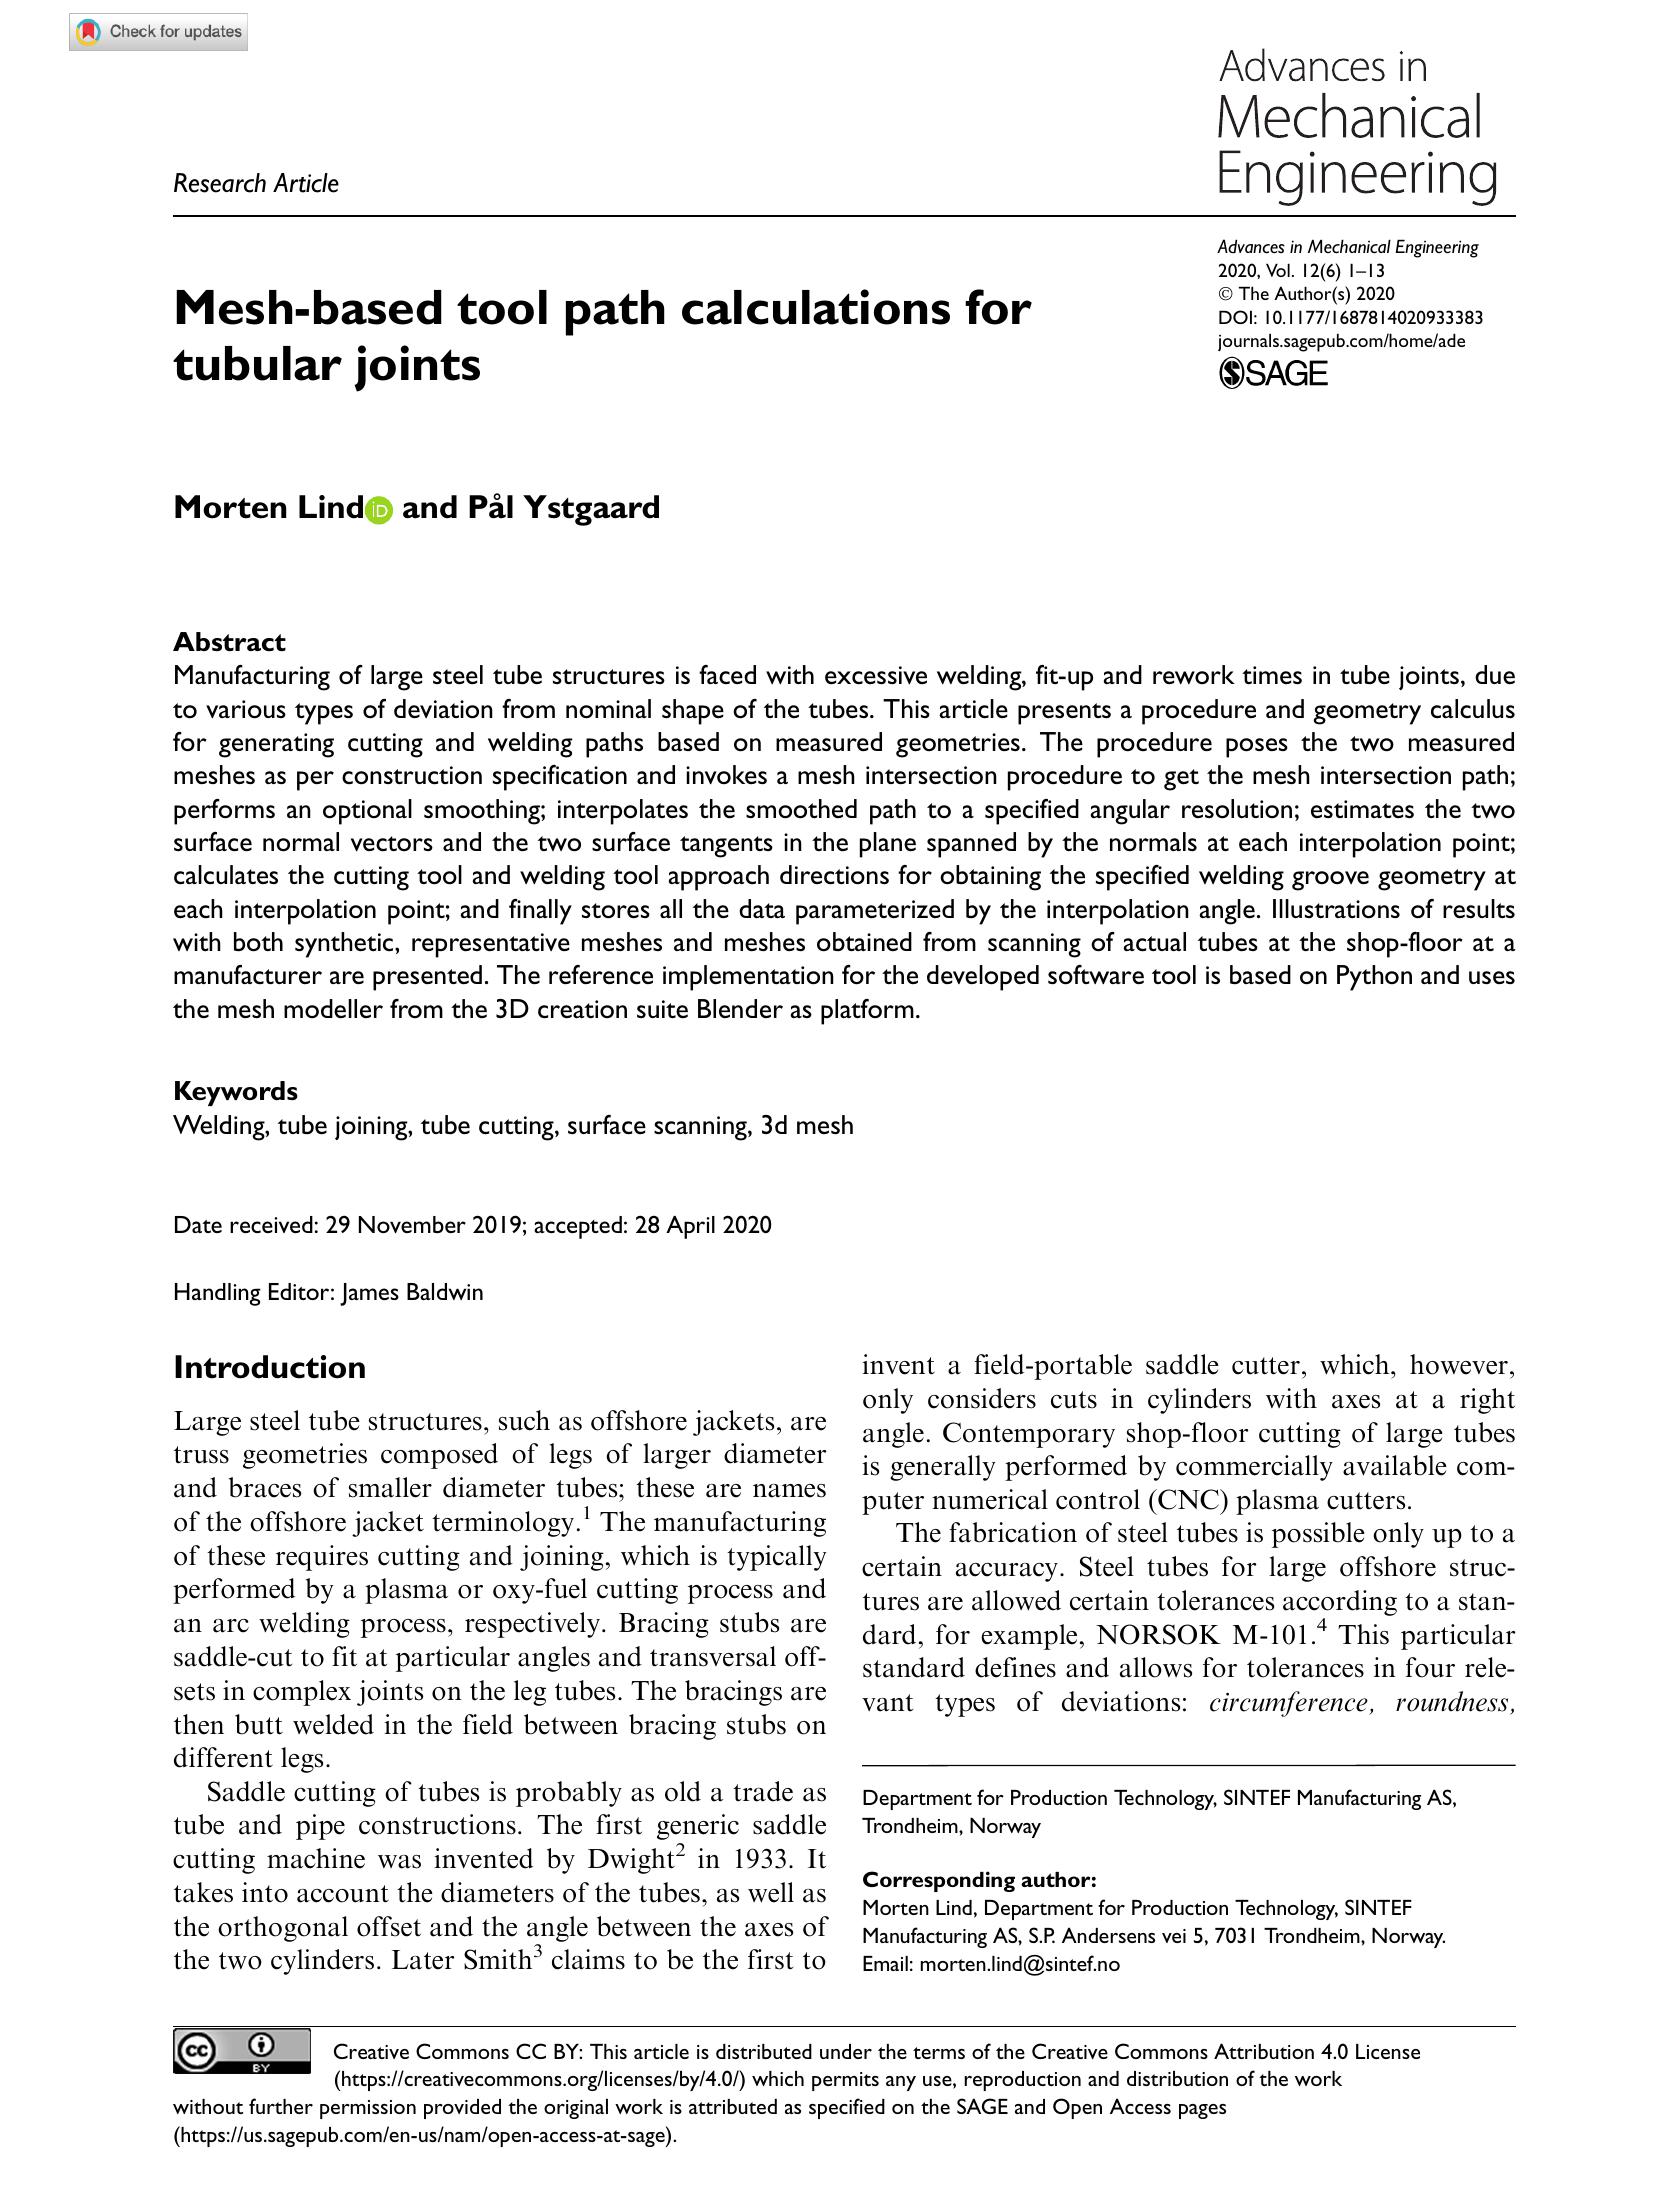 Check for updates
Advances in
Mechanical
Engineering
Research Article
Advances in Mechanical Engineering
2020, Vol. 12(6) 1–13
© The Author(s) 2020
DOI: 10.1177/1687814020933383
journals.sagepub.com/home/ade
SAGE
Mesh-based tool path calculations for
tubular joints
Morten Lind iD and Pål Ystgaard
Abstract
Manufacturing of large steel tube structures is faced with excessive welding, fit-up and rework times in tube joints, due
to various types of deviation from nominal shape of the tubes. This article presents a procedure and geometry calculus
for generating cutting and welding paths based on measured geometries. The procedure poses the two measured
meshes as per construction specification and invokes a mesh intersection procedure to get the mesh intersection path;
performs an optional smoothing; interpolates the smoothed path to a specified angular resolution; estimates the two
surface normal vectors and the two surface tangents in the plane spanned by the normals at each interpolation point;
calculates the cutting tool and welding tool approach directions for obtaining the specified welding groove geometry at
each interpolation point; and finally stores all the data parameterized by the interpolation angle. Illustrations of results
with both synthetic, representative meshes and meshes obtained from scanning of actual tubes at the shop-floor at a
manufacturer are presented. The reference implementation for the developed software tool is based on Python and uses
the mesh modeller from the 3D creation suite Blender as platform.
Keywords
Welding, tube joining, tube cutting, surface scanning, 3d mesh
Date received: 29 November 2019; accepted: 28 April 2020
Handling Editor: James Baldwin
Introduction
Large steel tube structures, such as offshore jackets, are
truss geometries composed of legs of larger diameter
and braces of smaller diameter tubes; these are names
of the offshore jacket terminology.1 The manufacturing
of these requires cutting and joining, which is typically
performed by a plasma or oxy-fuel cutting process and
an arc welding process, respectively. Bracing stubs are
saddle-cut to fit at particular angles and transversal off-
sets in complex joints on the leg tubes. The bracings are
then butt welded in the field between bracing stubs on
different legs.
Saddle cutting of tubes is probably as old a trade as
tube and pipe constructions. The first generic saddle
cutting machine was invented by Dwight2 in 1933. It
takes into account the diameters of the tubes, as well as
the orthogonal offset and the angle between the axes of
the two cylinders. Later Smith3 claims to be the first to
invent a field-portable saddle cutter, which, however,
only considers cuts in cylinders with axes at a right
angle. Contemporary shop-floor cutting of large tubes
is generally performed by commercially available com-
puter numerical control (CNC) plasma cutters.
The fabrication of steel tubes is possible only up to a
certain accuracy. Steel tubes for large offshore struc-
tures are allowed certain tolerances according to a stan-
dard, for example, NORSOK M-101.4 This particular
standard defines and allows for tolerances in four rele-
vant types of deviations: circumference, roundness,
Department for Production Technology, SINTEF Manufacturing AS,
Trondheim, Norway
Corresponding author:
Morten Lind, Department for Production Technology, SINTEF
Manufacturing AS, S.P. Andersens vei 5, 7031 Trondheim, Norway.
Email: morten.lind@sintef.no
cc BY
Creative Commons CC BY: This article is distributed under the terms of the Creative Commons Attribution 4.0 License
(https://creativecommons.org/licenses/by/4.0/) which permits any use, reproduction and distribution of the work
without further permission provided the original work is attributed as specified on the SAGE and Open Access pages
(https://us.sagepub.com/en-us/nam/open-access-at-sage).